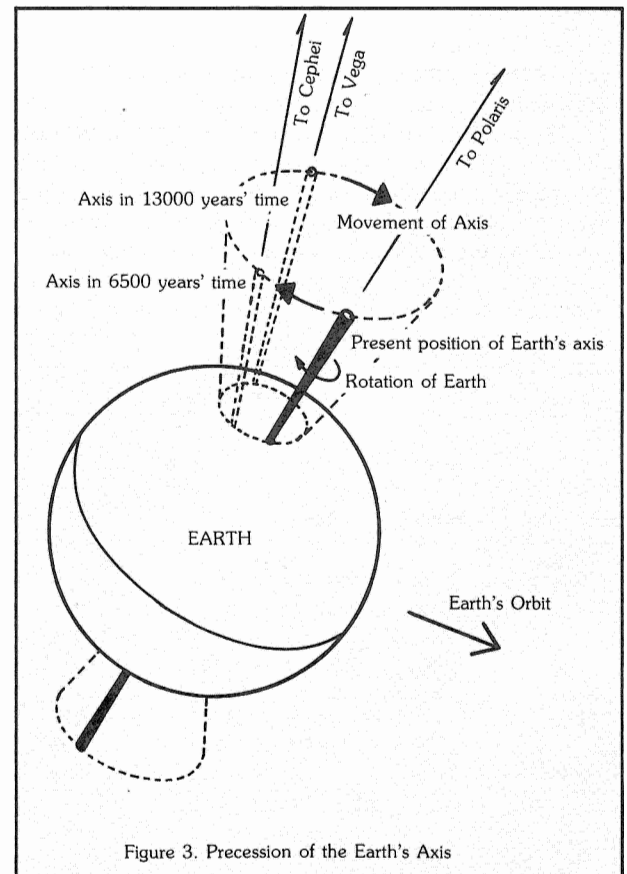 To Cephei
To Vega
To Polaris
Axis in 13000 years' time
Movement of Axis
Axis in 6500 years' time
Present position of Earth's axis
Rotation of Earth
EARTH
Earth's Orbit
Figure 3. Precession of the Earth's Axis